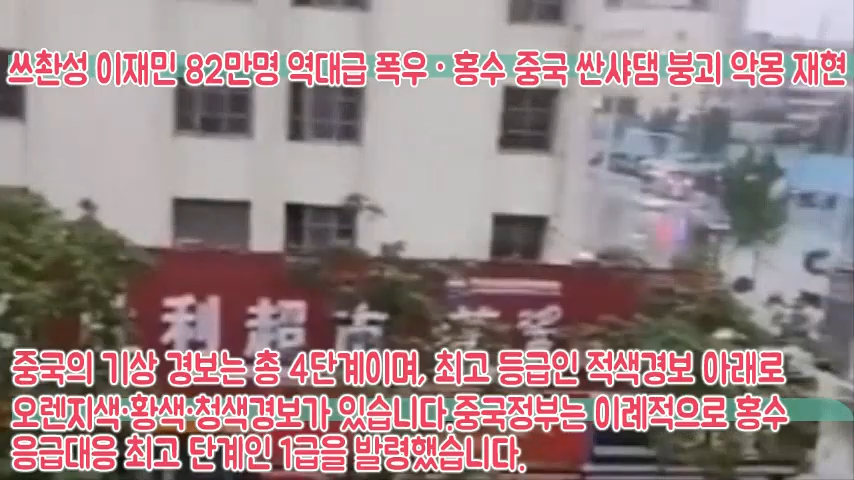 쓰촨성 이재민 82만명 역대급 폭우·홍수 중국 싼샤댐 붕괴 악몽 재현
利超市
중국의 기상 경보는 총 4단계이며, 최고 등급인 적색경보 아래로
오렌지색·황색·청색경보가 있습니다.중국정부는 이례적으로 홍수
응급대응 최고 단계인 1급을 발령했습니다.